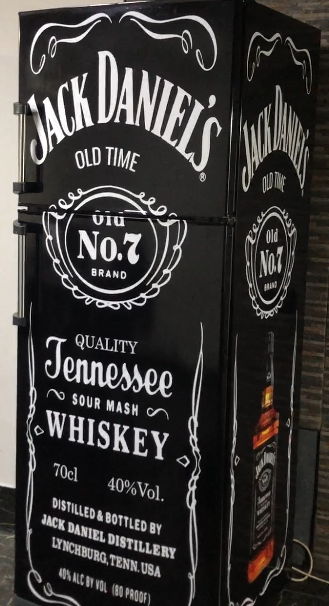 JACK DANIEL'S
OLD TIME
®
Old
No.7
BRAND
QUALITY
Tennessee
SOUR MASH
WHISKEY
70cl 40%Vol.
DISTILLED & BOTTLED BY
JACK DANIEL DISTILLERY
LYNCHBURG, TENN. USA
40% ALC BY VOL (80 PROOF)
JACK DANIEL'S
OLD TIME
Old
No.7
BRAND